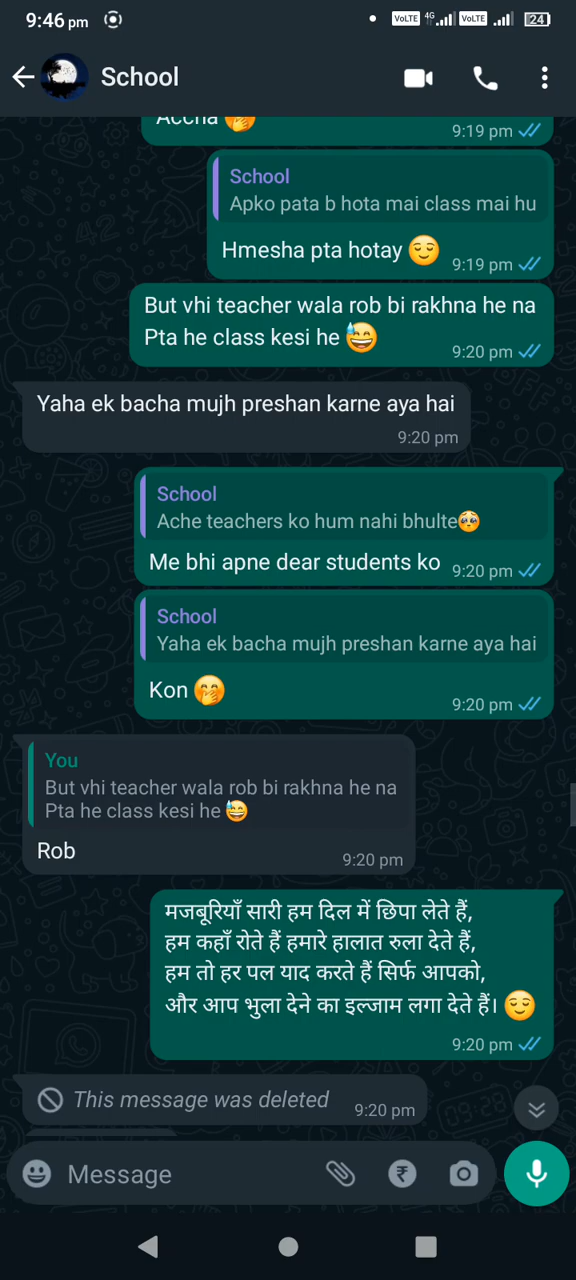 9:46 pm
VoLTE 4G VoLTE 24
School
Accha 🤭
9:19 pm
School
Apko pata b hota mai class mai hu
Hmesha pta hotay 😌
9:19 pm
But vhi teacher wala rob bi rakhna he na
Pta he class kesi he 😅
9:20 pm
Yaha ek bacha mujh preshan karne aya hai
9:20 pm
School
Ache teachers ko hum nahi bhulte🥺
Me bhi apne dear students ko
9:20 pm
School
Yaha ek bacha mujh preshan karne aya hai
Kon 🤭
9:20 pm
You
But vhi teacher wala rob bi rakhna he na
Pta he class kesi he 😅
Rob
9:20 pm
मजबूरियाँ सारी हम दिल में छिपा लेते हैं,
हम कहाँ रोते हैं हमारे हालात रुला देते हैं,
हम तो हर पल याद करते हैं सिर्फ आपको,
और आप भुला देने का इल्जाम लगा देते हैं। 😌
9:20 pm
This message was deleted
9:20 pm
Message